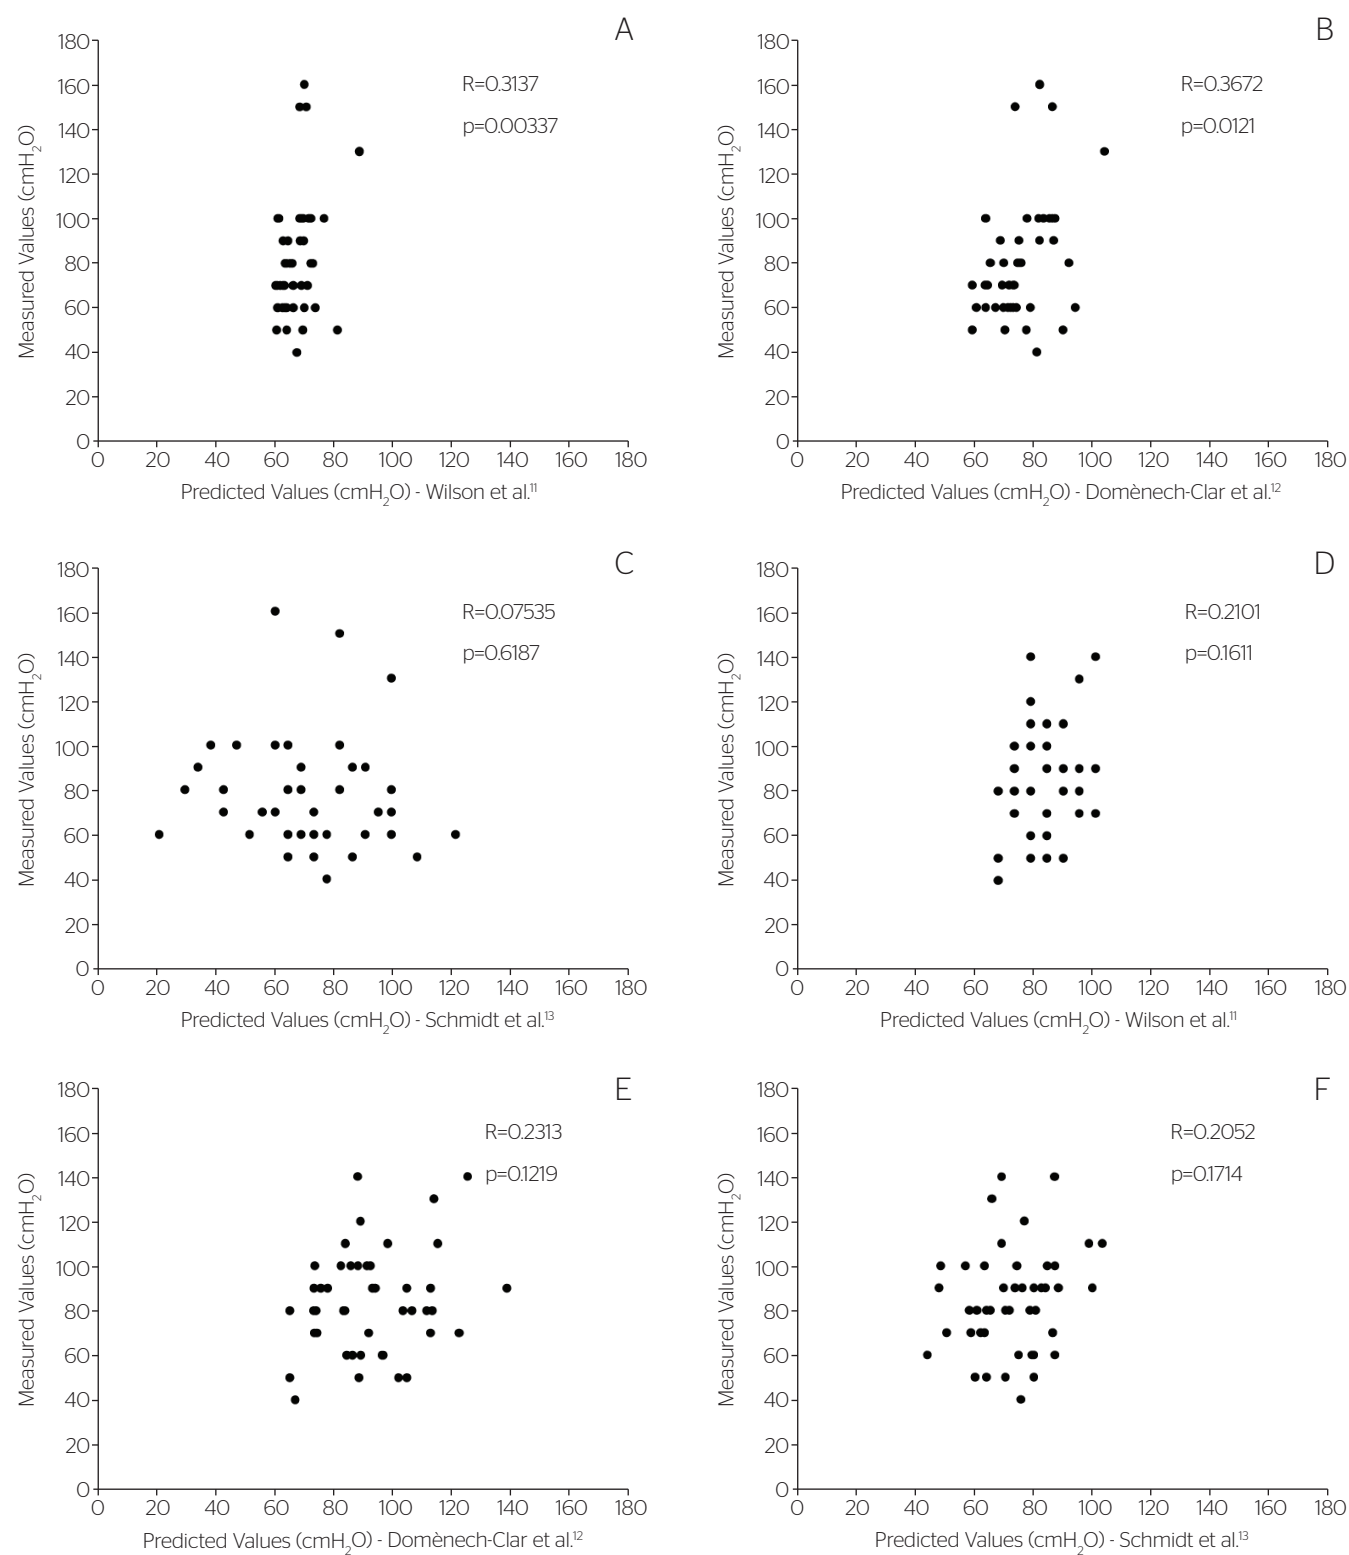 A
180
160
140
120
100
80
60
40
20
0
0 20 40 60 80 100 120 140 160 180
Measured Values (cmH2O)
R=0.3137
p=0.00337
Predicted Values (cmH2O) - Wilson et al.11
B
180
160
140
120
100
80
60
40
20
0
0 20 40 60 80 100 120 140 160 180
Measured Values (cmH2O)
R=0.3672
p=0.0121
Predicted Values (cmH2O) - Domènech-Clar et al.12
C
180
160
140
120
100
80
60
40
20
0
0 20 40 60 80 100 120 140 160 180
Measured Values (cmH2O)
R=0.07535
p=0.6187
Predicted Values (cmH2O) - Schmidt et al.13
D
180
160
140
120
100
80
60
40
20
0
0 20 40 60 80 100 120 140 160 180
Measured Values (cmH2O)
R=0.2101
p=0.1611
Predicted Values (cmH2O) - Wilson et al.11
E
180
160
140
120
100
80
60
40
20
0
0 20 40 60 80 100 120 140 160 180
Measured Values (cmH2O)
R=0.2313
p=0.1219
Predicted Values (cmH2O) - Domènech-Clar et al.12
F
180
160
140
120
100
80
60
40
20
0
0 20 40 60 80 100 120 140 160 180
Measured Values (cmH2O)
R=0.2052
p=0.1714
Predicted Values (cmH2O) - Schmidt et al.13